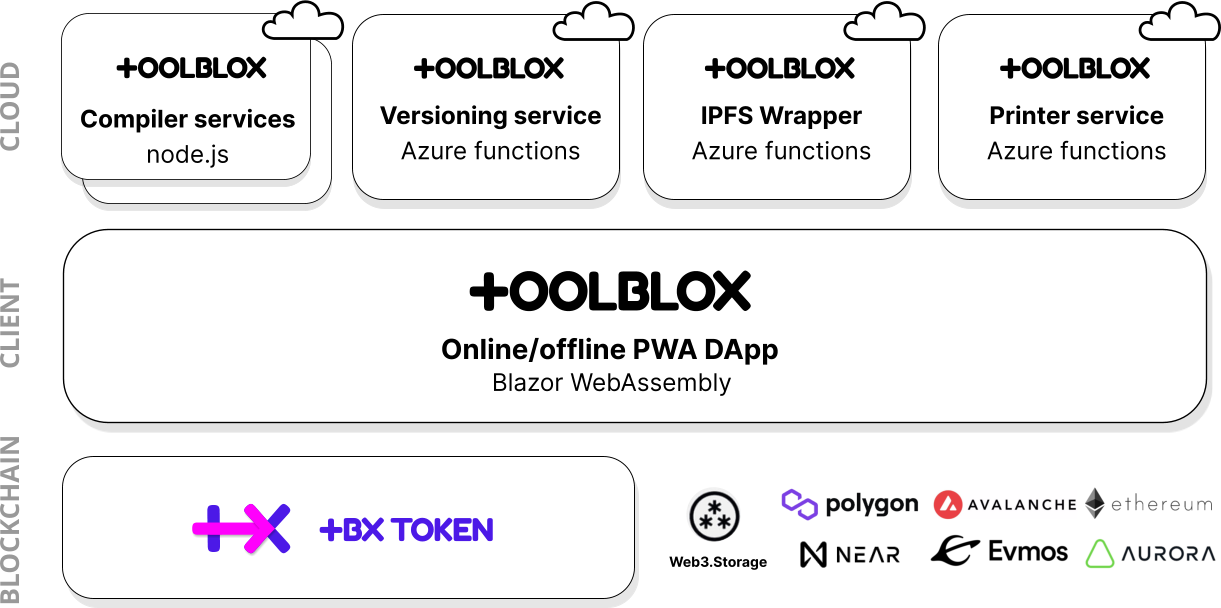 CLOUD
+OOLBLOX
Compiler services
node.js
+OOLBLOX
Versioning service
Azure functions
+OOLBLOX
IPFS Wrapper
Azure functions
+OOLBLOX
Printer service
Azure functions
CLIENT
+OOLBLOX
Online/offline PWA DApp
Blazor WebAssembly
BLOCKCHAIN
+X
+BX TOKEN
Web3.Storage
polygon
AVALANCHE
ethereum
NEAR
Evmos
AURORA